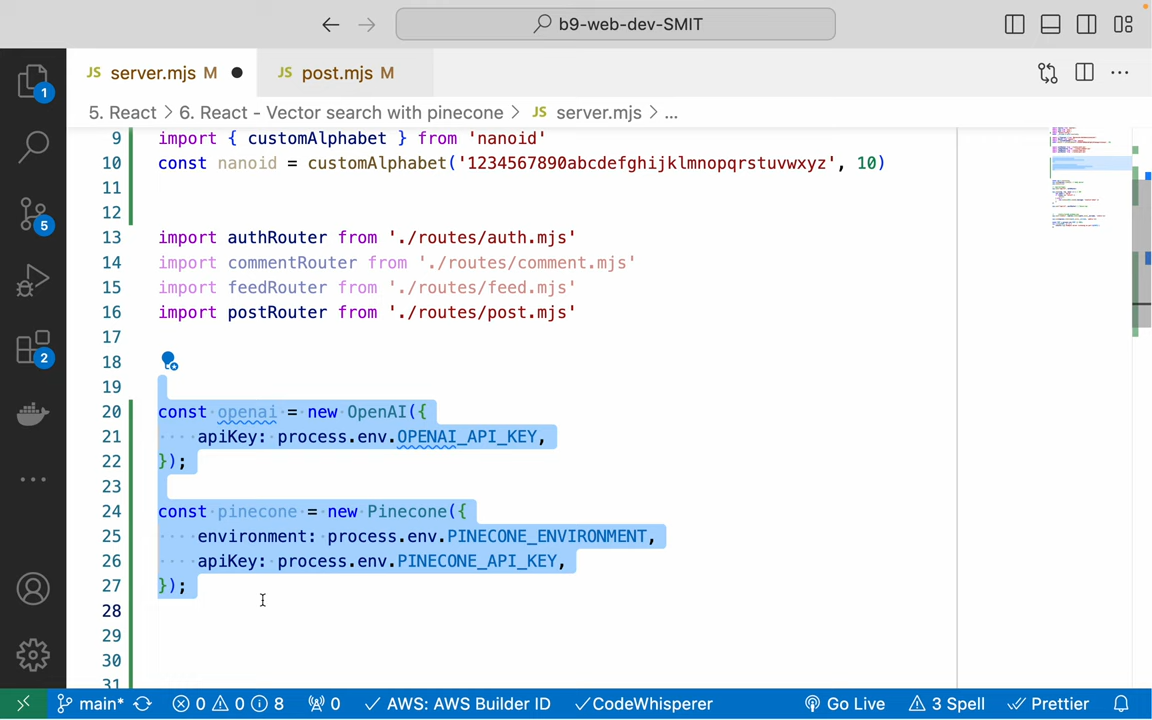 b9-web-dev-SMIT
JS server.mjs M JS post.mjs M
5. React > 6. React - Vector search with pinecone > JS server.mjs > ...
9 import { customAlphabet } from 'nanoid'
10 const nanoid = customAlphabet('1234567890abcdefghijklmnopqrstuvwxyz', 10)
11
12
13 import authRouter from './routes/auth.mjs'
14 import commentRouter from './routes/comment.mjs'
15 import feedRouter from './routes/feed.mjs'
16 import postRouter from './routes/post.mjs'
17
18
19
20 const openai = new OpenAI({
21 apiKey: process.env.OPENAI_API_KEY,
22 });
23
24 const pinecone = new Pinecone({
25 environment: process.env.PINECONE_ENVIRONMENT,
26 apiKey: process.env.PINECONE_API_KEY,
27 });
28
29
30
31
1
5
2
main* 0 0 8 0 AWS: AWS Builder ID CodeWhisperer Go Live 3 Spell Prettier